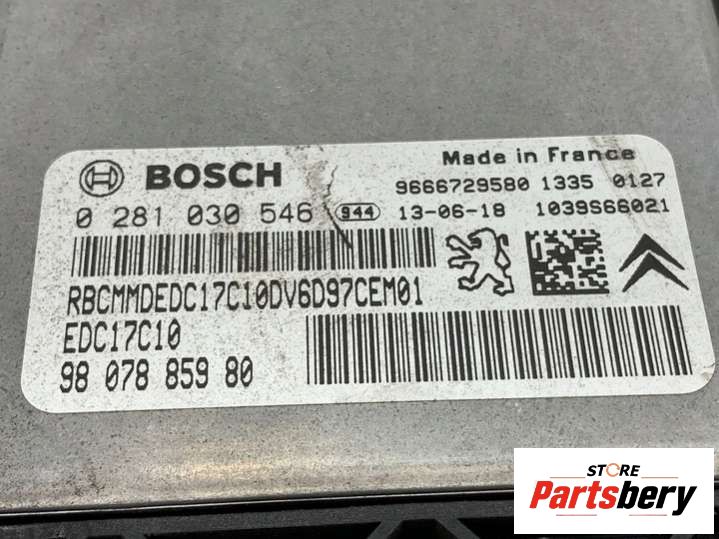 BOSCH
Made in France
9666729580 1335 0127
0 281 030 546 944 13-06-18 1039S66021
RBCMMDEDC17C10DV6D97CEM01
EDC17C10
98 078 859 80
STORE
Partsbery